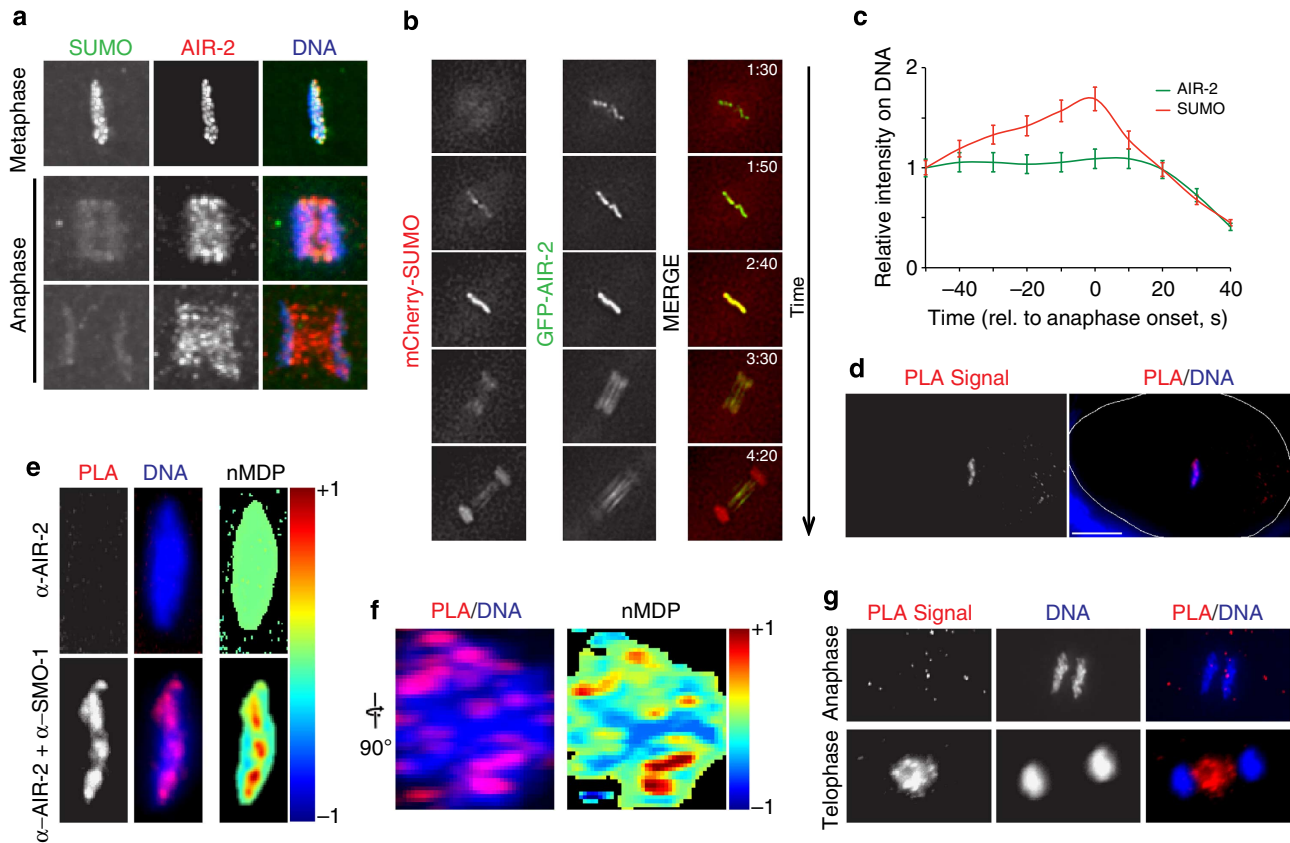 a
SUMO AIR-2 DNA
Metaphase
Anaphase
b
mCherry-SUMO
GFP-AIR-2
MERGE
1:30
1:50
2:40
3:30
4:20
Time
c
Relative intensity on DNA
2
1
0
AIR-2
SUMO
−40 −20 0 20 40
Time (rel. to anaphase onset, s)
d
PLA Signal PLA/DNA
e
PLA DNA nMDP
α-AIR-2
α–AIR-2 + α–SMO-1
+1
−1
f
PLA/DNA nMDP
90°
+1
−1
g
PLA Signal DNA PLA/DNA
Anaphase
Telophase